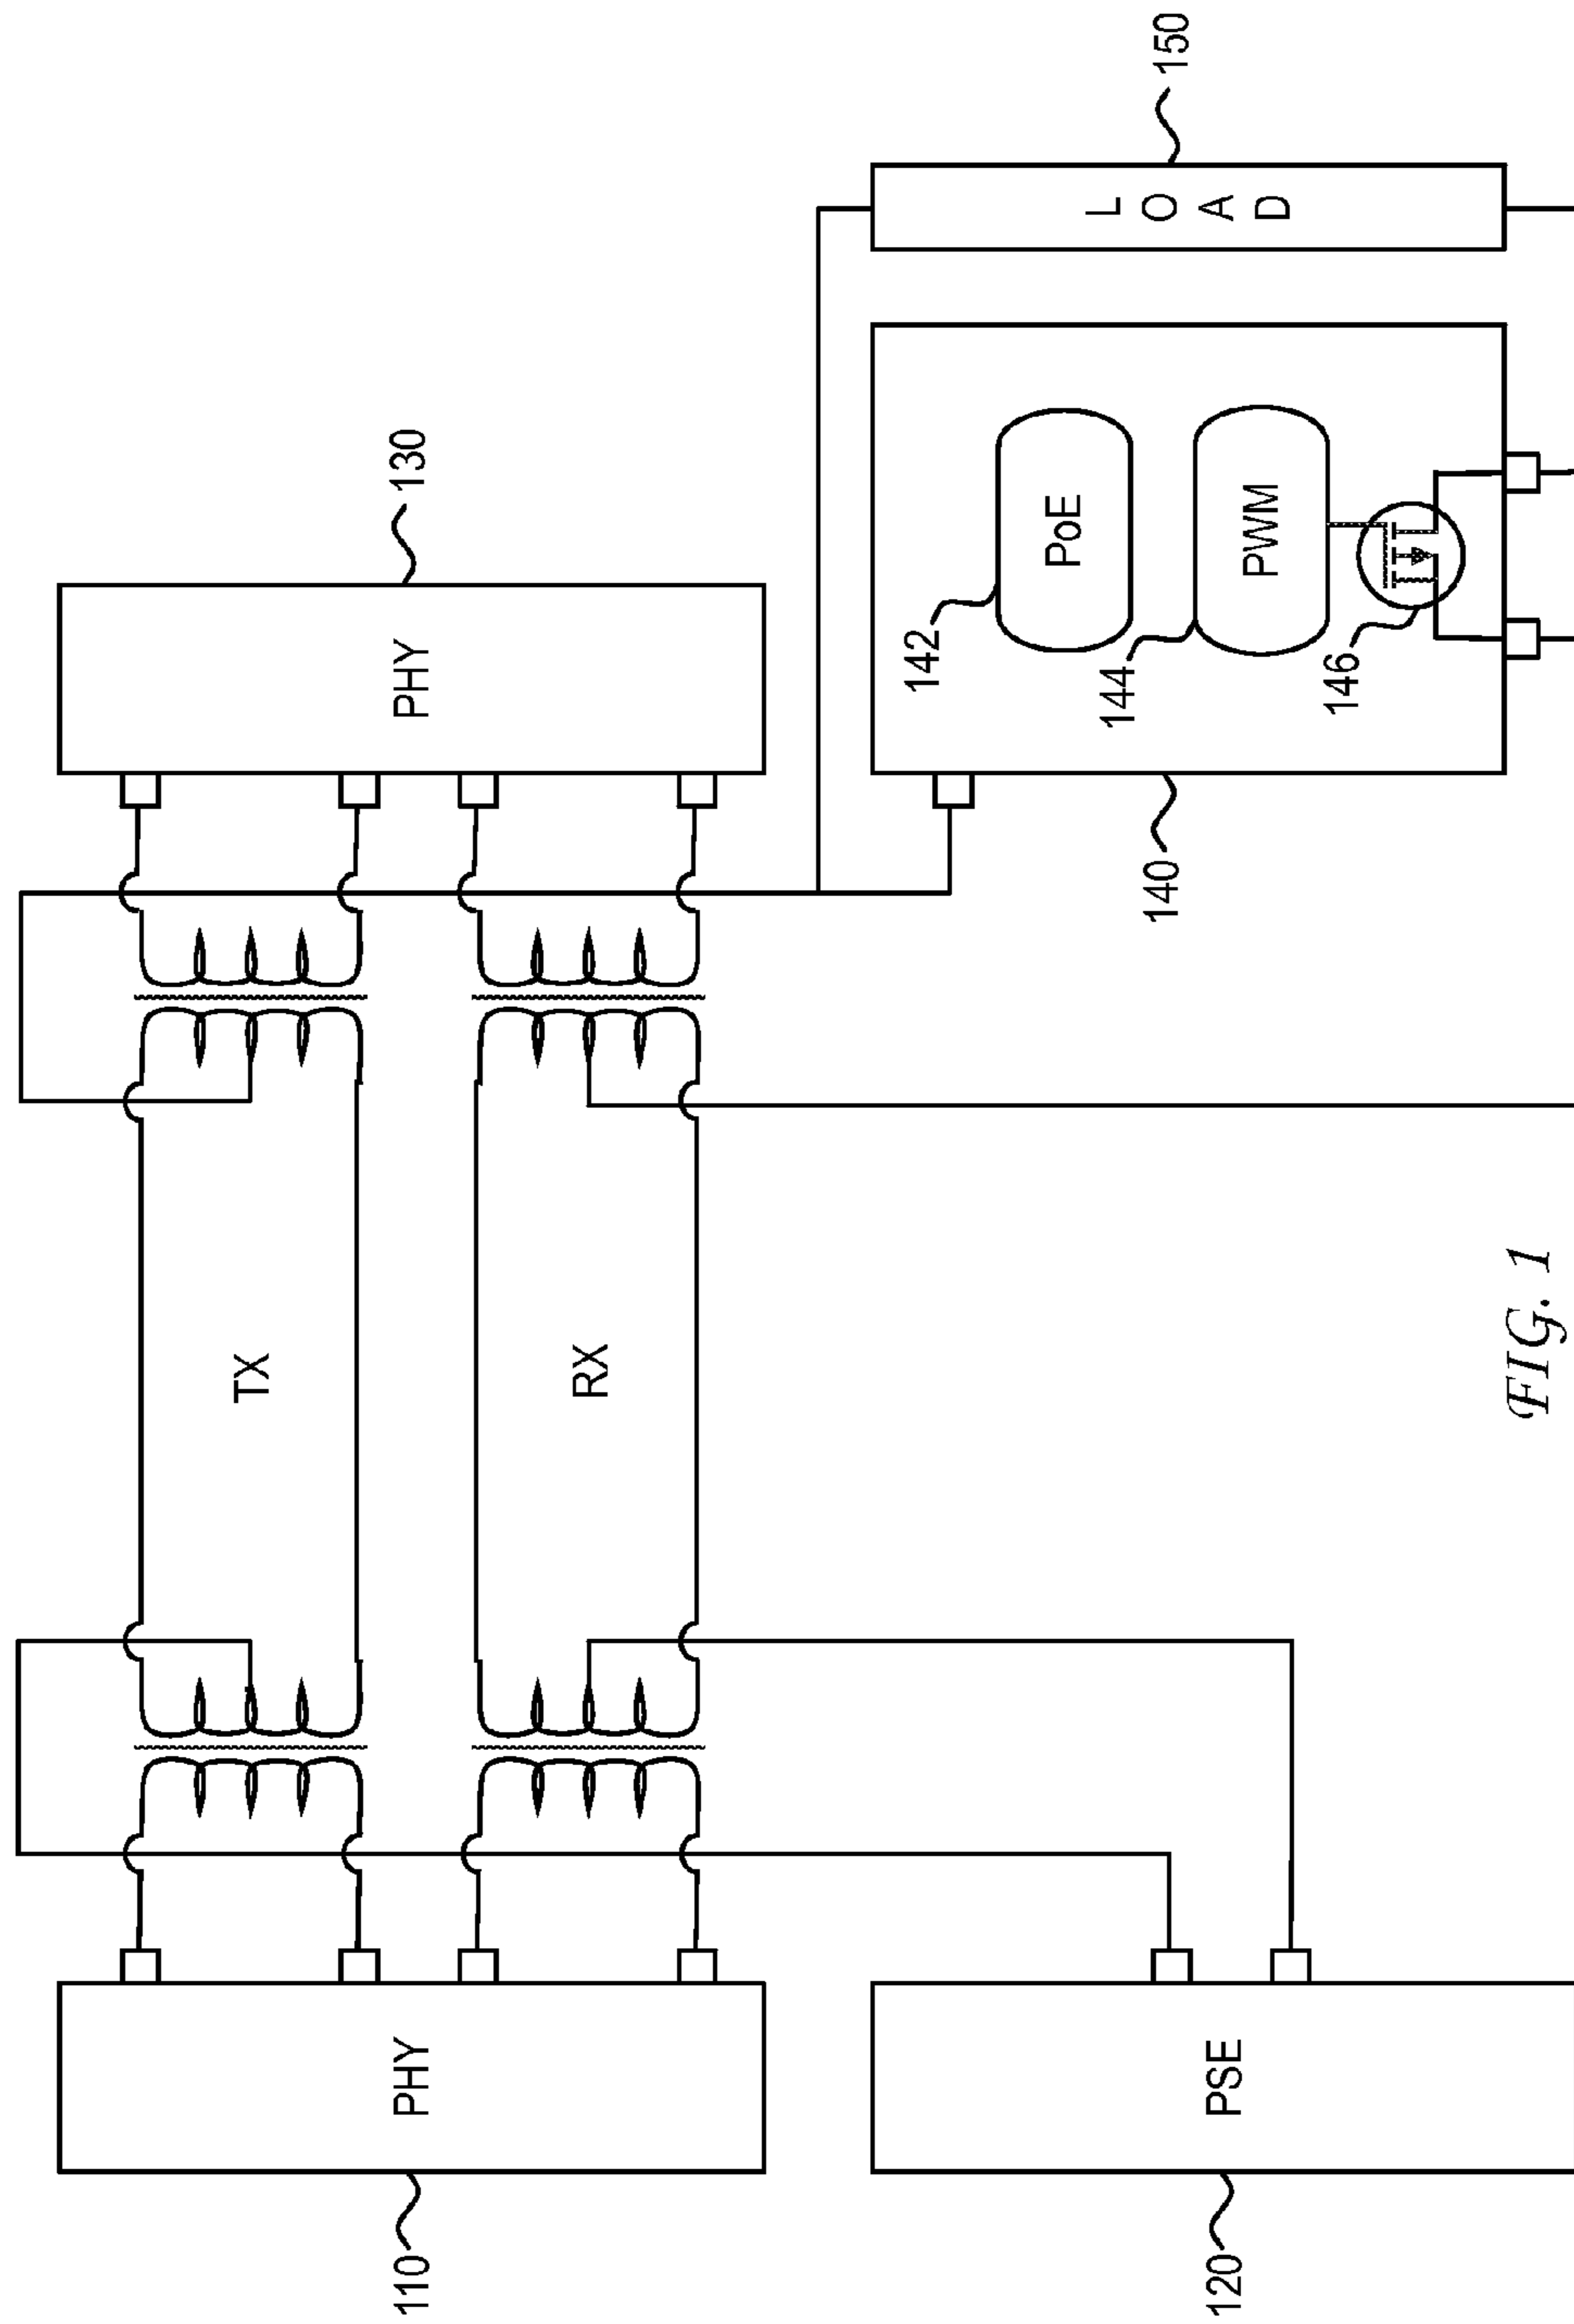 110
PHY
TX
RX
PHY
130
120
PSE
140
142
PoE
144
PWM
146
LOAD
150
FIG. 1